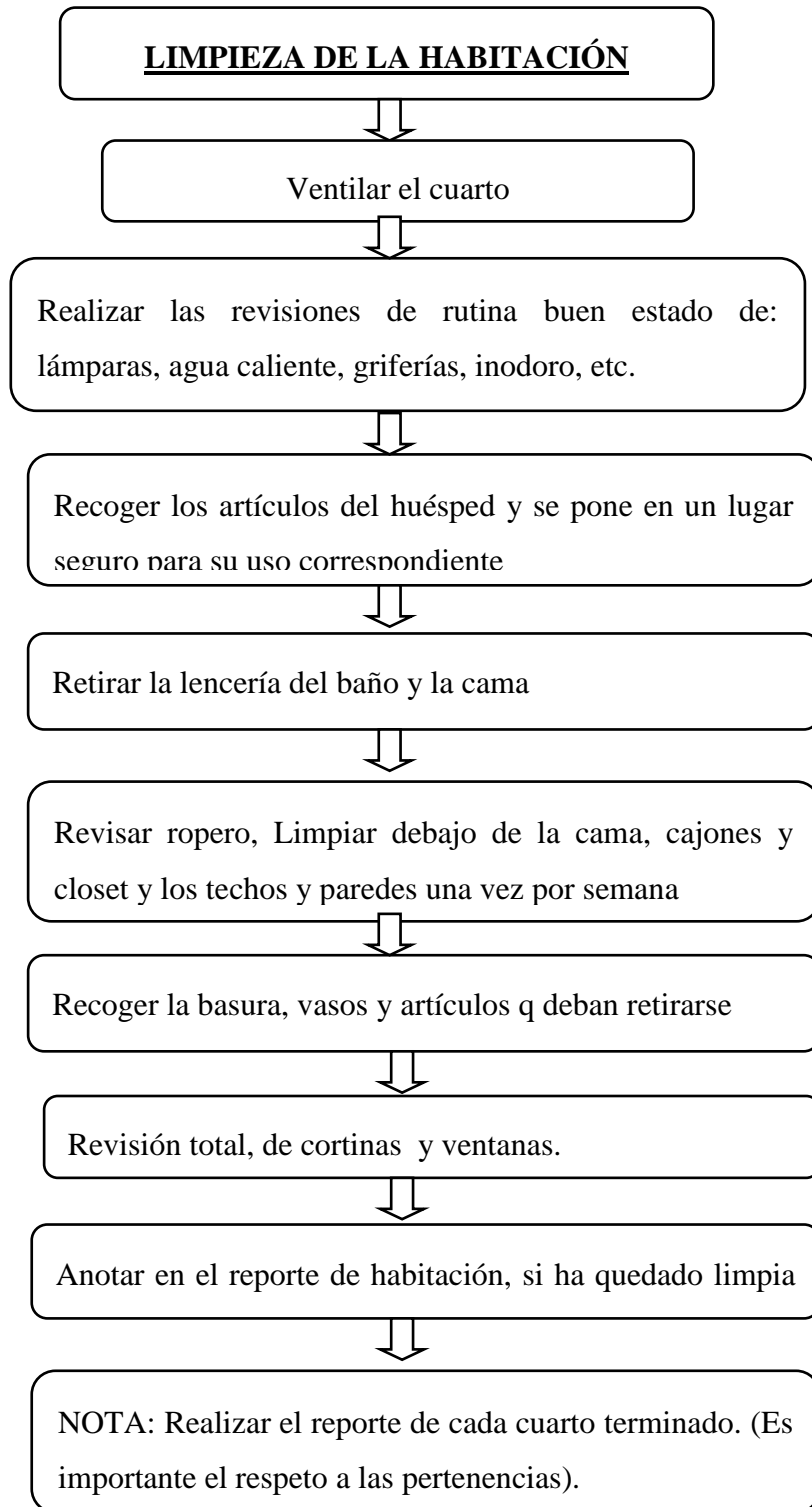 LIMPIEZA DE LA HABITACIÓN
Ventilar el cuarto
Realizar las revisiones de rutina buen estado de:
lámparas, agua caliente, griferías, inodoro, etc.
Recoger los artículos del huésped y se pone en un lugar
seguro para su uso correspondiente
Retirar la lencería del baño y la cama
Revisar ropero, Limpiar debajo de la cama, cajones y
closet y los techos y paredes una vez por semana
Recoger la basura, vasos y artículos q deban retirarse
Revisión total, de cortinas y ventanas.
Anotar en el reporte de habitación, si ha quedado limpia
NOTA: Realizar el reporte de cada cuarto terminado. (Es
importante el respeto a las pertenencias).